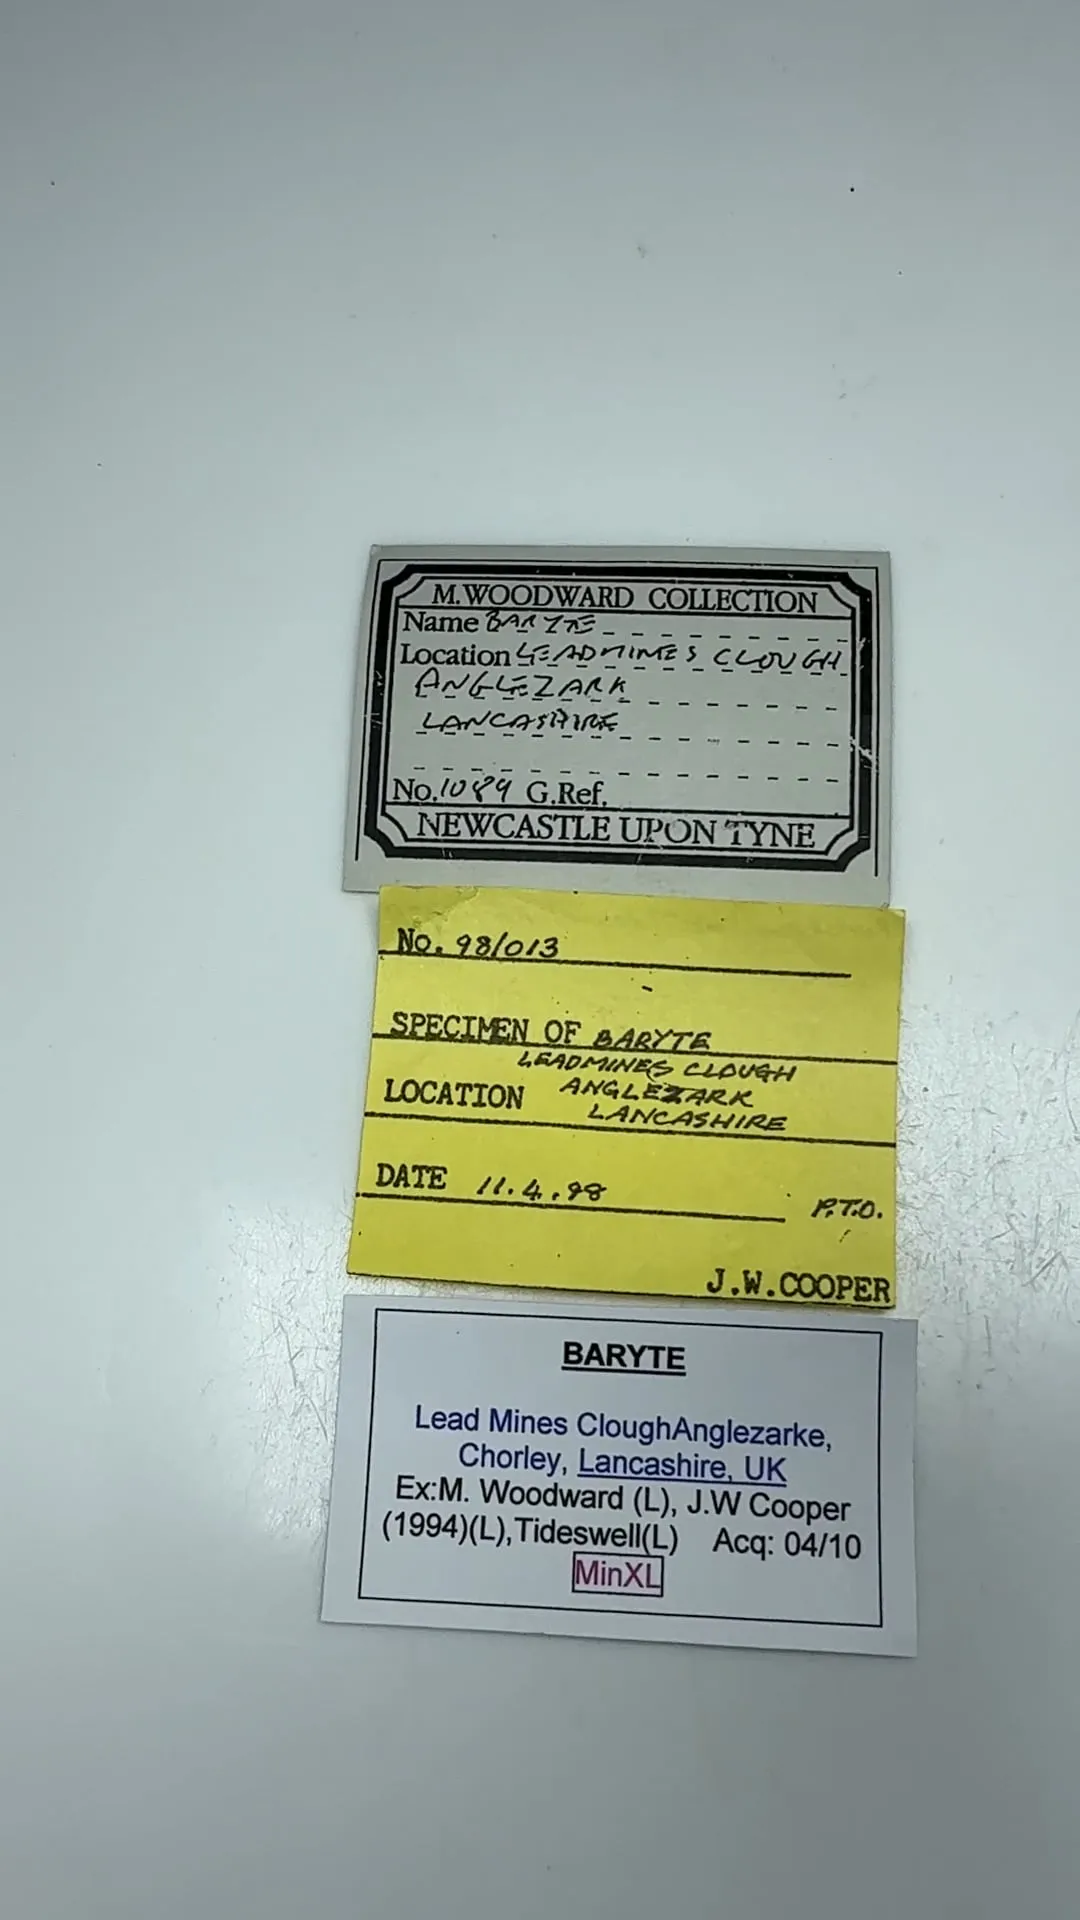 M.WOODWARD COLLECTION
Name BARYTE
Location LEADMINES CLOUGH
ANGLEZARK
LANCASHIRE
No. 1089 G.Ref.
NEWCASTLE UPON TYNE
No. 98/013
SPECIMEN OF BARYTE
LEADMINES CLOUGH
LOCATION ANGLEZARK
LANCASHIRE
DATE 11.4.98
P.T.O.
J.W.COOPER
BARYTE
Lead Mines CloughAnglezarke,
Chorley, Lancashire, UK
Ex:M. Woodward (L), J.W Cooper
(1994)(L),Tideswell(L) Acq: 04/10
MinXL